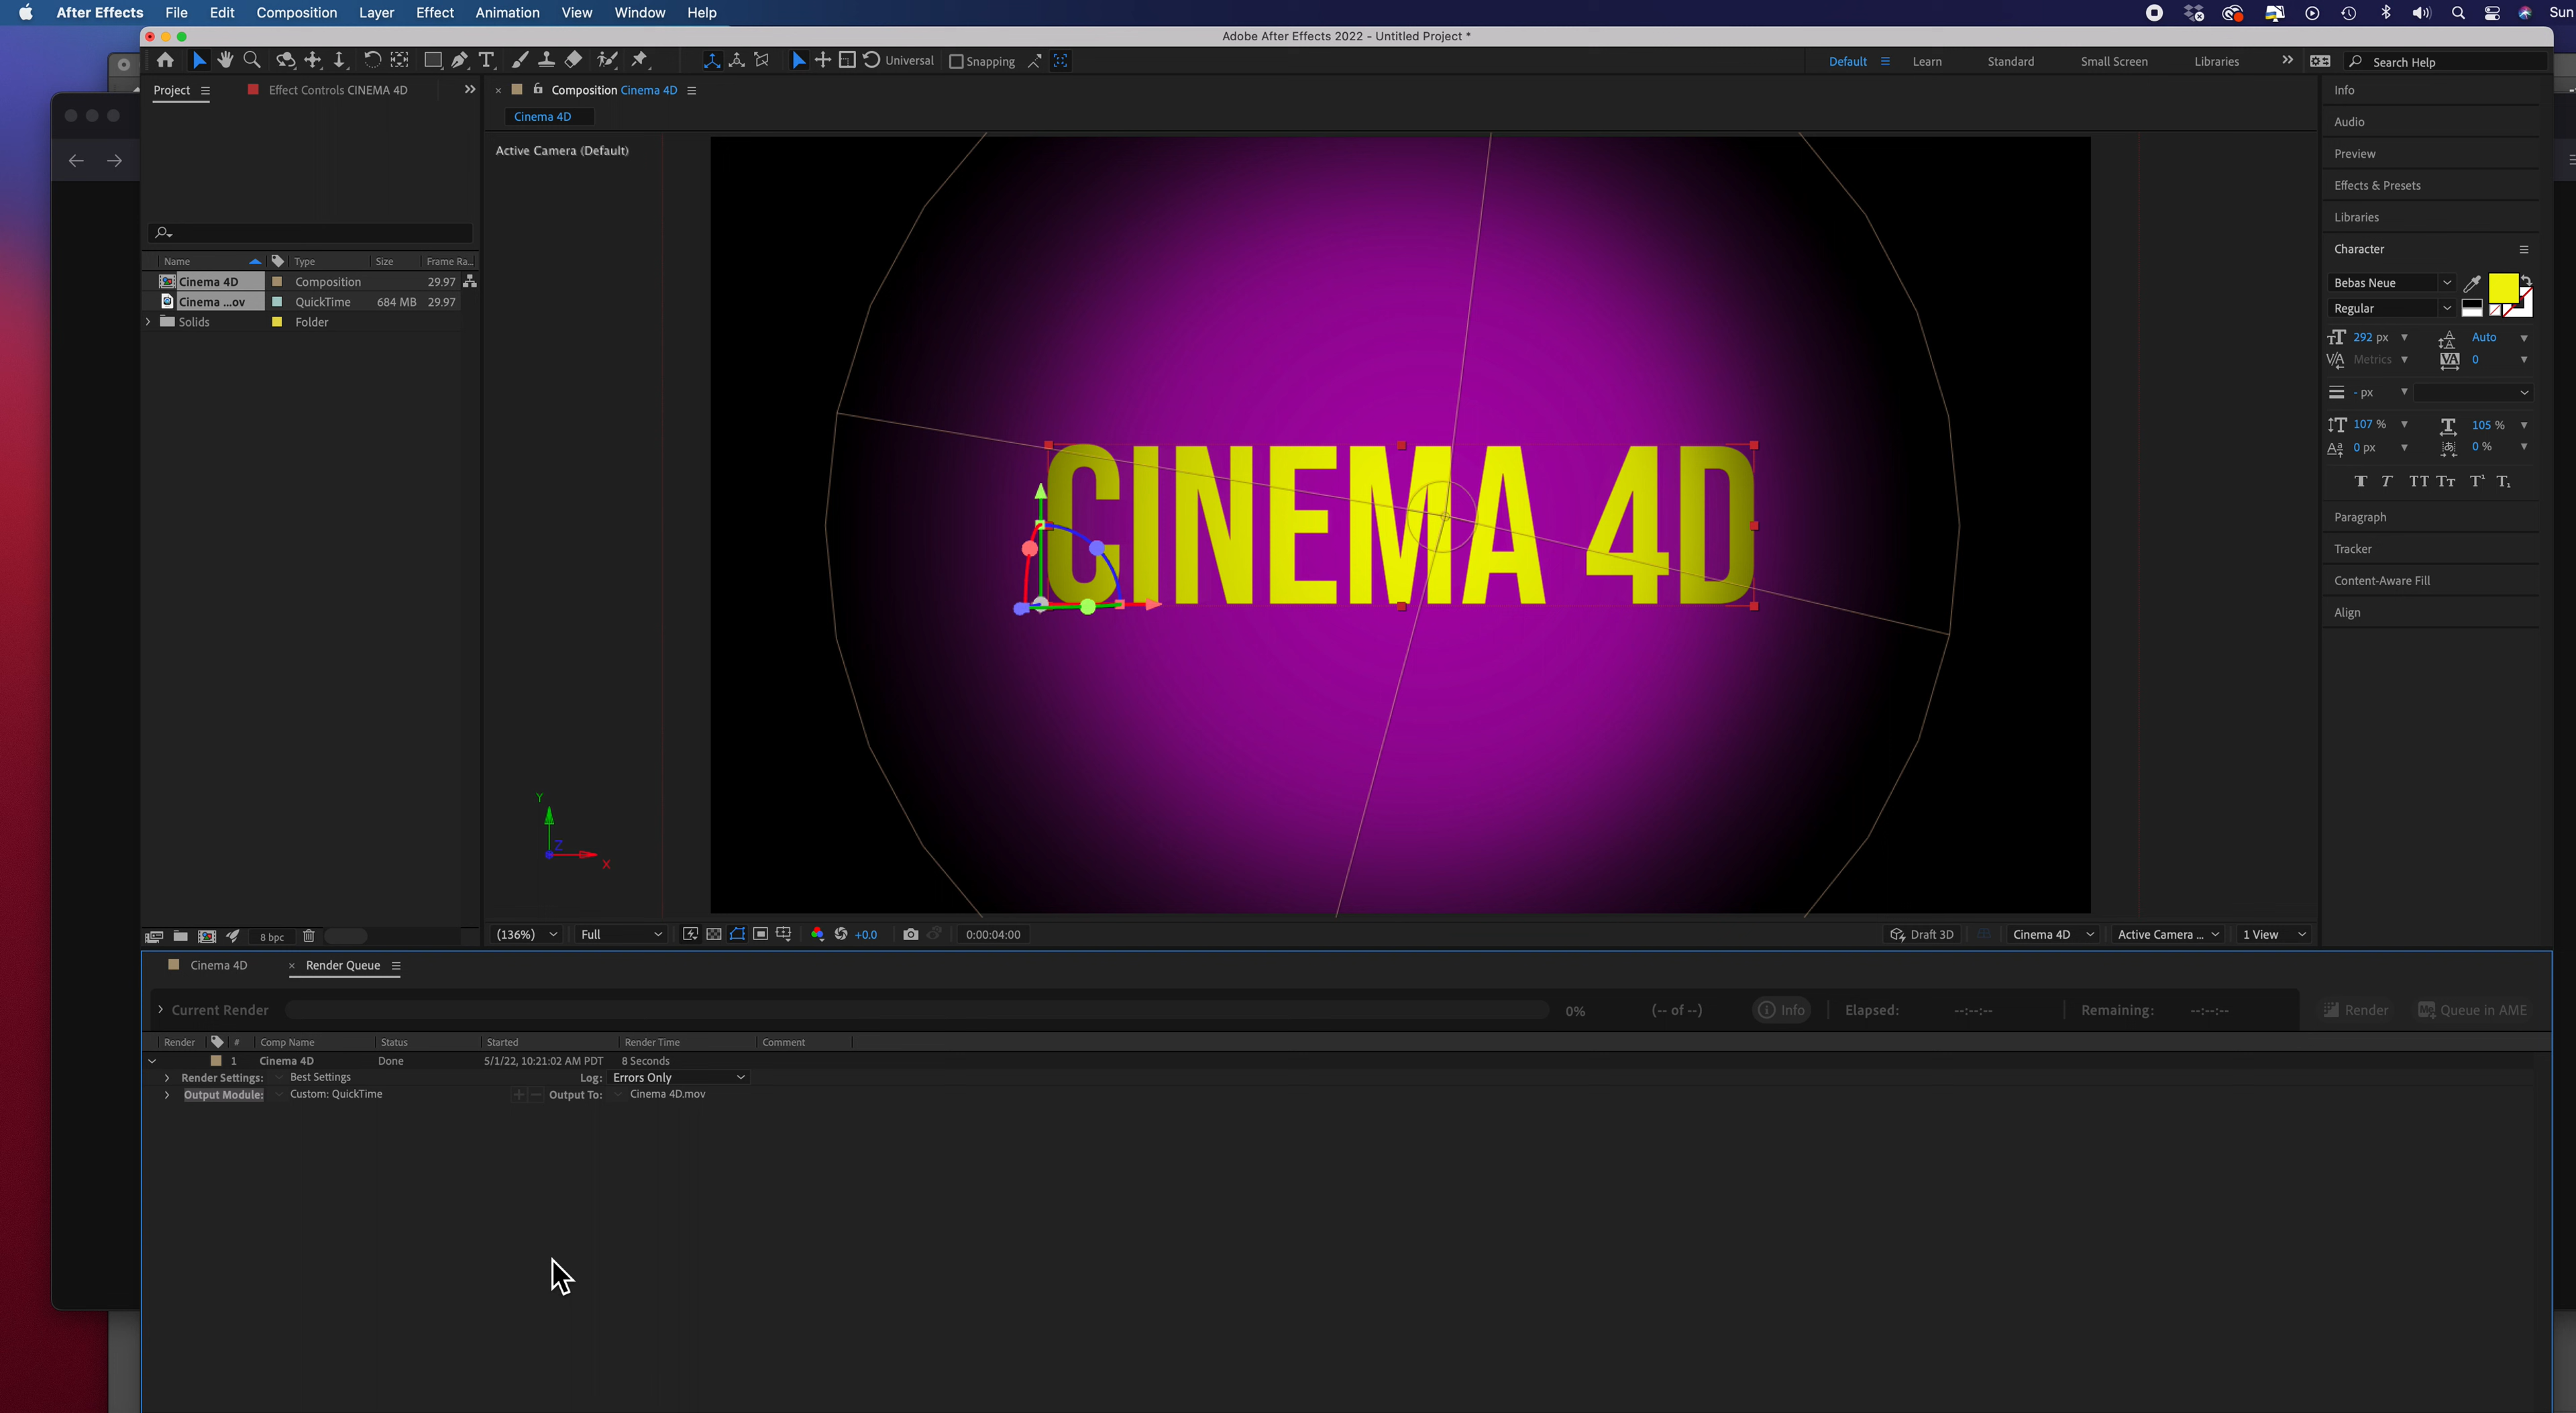 After Effects File Edit Composition Layer Effect Animation View Window Help Sun
Adobe After Effects 2022 - Untitled Project *
Universal Snapping Default Learn Standard Small Screen Libraries Search Help
Project Effect Controls CINEMA 4D
Composition Cinema 4D
Cinema 4D
Active Camera (Default)
Name Type Size Frame Ra...
Cinema 4D Composition 29.97
Cinema ...ov QuickTime 684 MB 29.97
Solids Folder
CINEMA 4D
Y
Z
X
Info
Audio
Preview
Effects & Presets
Libraries
Character
Bebas Neue
Regular
292 px Auto
Metrics 0
- px
107 % 105 %
0 px 0 %
T T TT TT T¹ T₁
Paragraph
Tracker
Content-Aware Fill
Align
8 bpc
(136%) Full +0.0 0:00:04:00 Draft 3D Cinema 4D Active Camera ... 1 View
Cinema 4D Render Queue
Current Render 0% (-- of --) Info Elapsed: --:--:-- Remaining: --:--:-- Render Queue in AME
Render # Comp Name Status Started Render Time Comment
1 Cinema 4D Done 5/1/22, 10:21:02 AM PDT 8 Seconds
Render Settings: Best Settings Log: Errors Only
Output Module: Custom: QuickTime + − Output To: Cinema 4D.mov